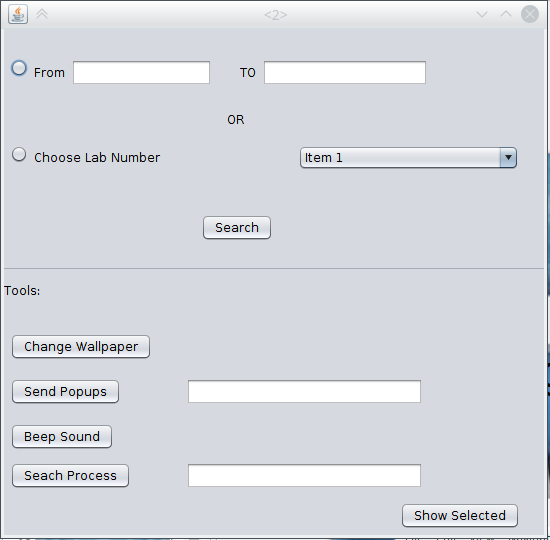 <2>
From TO
OR
Choose Lab Number Item 1
Search
Tools:
Change Wallpaper
Send Popups
Beep Sound
Seach Process
Show Selected